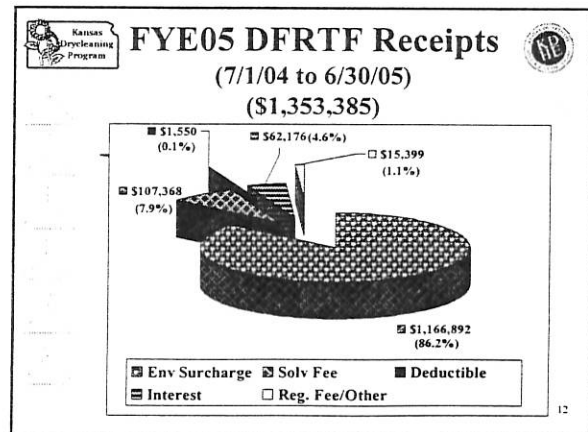 Kansas
Drycleaning
Program
FYE05 DFRTF Receipts
(7/1/04 to 6/30/05)
($1,353,385)
$1,550
(0.1%)
$62,176(4.6%)
$15,399
(1.1%)
$107,368
(7.9%)
$1,166,892
(86.2%)
Env Surcharge Solv Fee Deductible
Interest Reg. Fee/Other
12